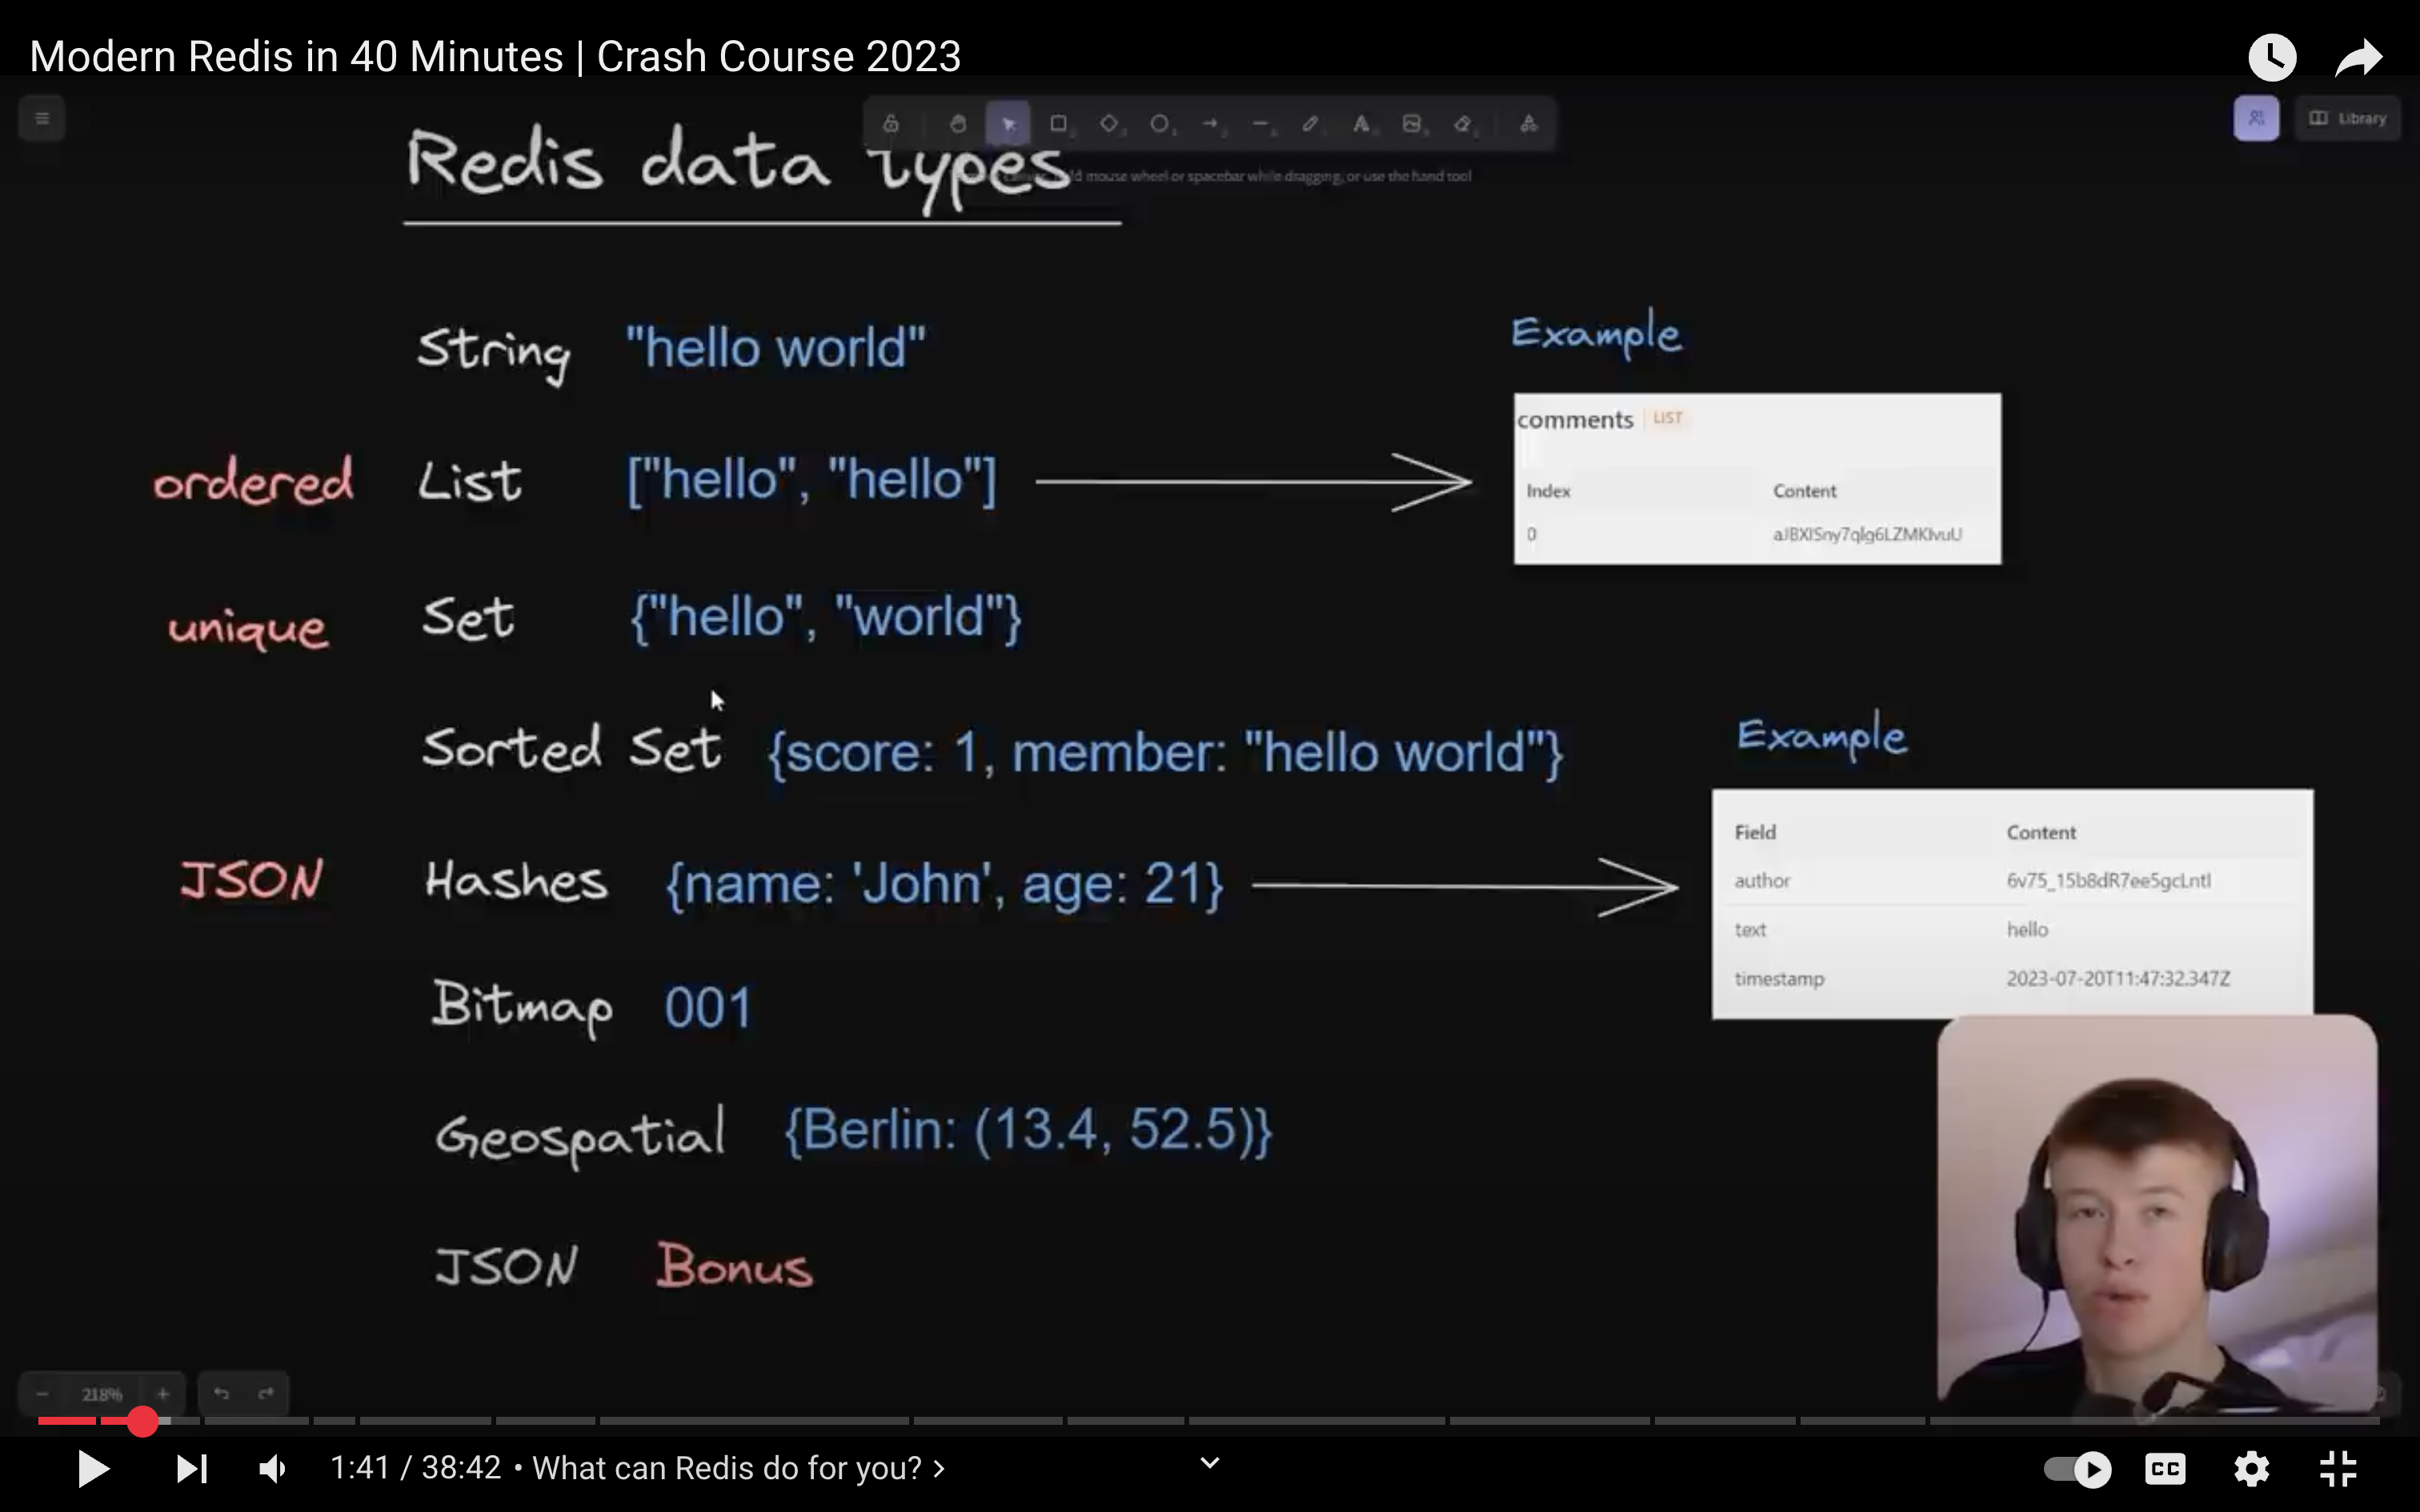 Modern Redis in 40 Minutes | Crash Course 2023
Library
Redis data types
mouse wheel or spacebar while dragging, or use the hand tool
String "hello world"
Example
comments LIST
Index Content
0
ordered List ["hello", "hello"]
unique Set {"hello", "world"}
Sorted Set {score: 1, member: "hello world"}
Example
Field Content
author 6v75_15b8dR7ee5gcLntl
text hello
timestamp 2023-07-20T11:47:32.347Z
JSON Hashes {name: 'John', age: 21}
Bitmap 001
Geospatial {Berlin: (13.4, 52.5)}
JSON Bonus
218%
1:41 / 38:42 • What can Redis do for you? ›
CC